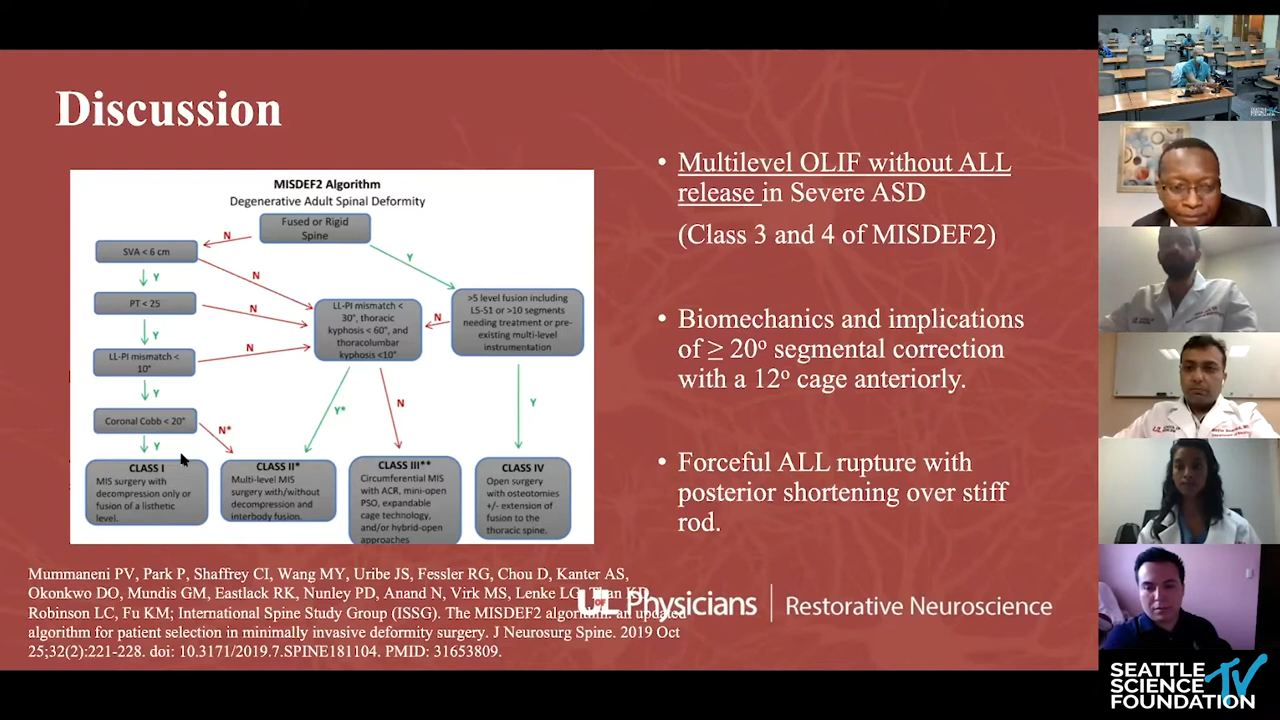 Discussion
MISDEF2 Algorithm
Degenerative Adult Spinal Deformity
Fused or Rigid
Spine
N
Y
SVA < 6 cm
Y
N
PT < 25
N
Y
LL-PI mismatch <
10°
N
Y
Coronal Cobb < 20°
Y
N*
LL-PI mismatch <
30°, thoracic
kyphosis < 60°, and
thoracolumbar
kyphosis <10°
N
>5 level fusion including
L5-S1 or >10 segments
needing treatment or pre-
existing multi-level
instrumentation
Y*
N
Y
CLASS I
MIS surgery with
decompression only or
fusion of a listhetic
level.
CLASS II*
Multi-level MIS
surgery with/without
decompression and
interbody fusion.
CLASS III**
Circumferential MIS
with ACR, mini-open
PSO, expandable
cage technology,
and/or hybrid-open
approaches
CLASS IV
Open surgery
with osteotomies
+/- extension of
fusion to the
thoracic spine.
• Multilevel OLIF without ALL
release in Severe ASD
(Class 3 and 4 of MISDEF2)
• Biomechanics and implications
of ≥ 20° segmental correction
with a 12° cage anteriorly.
• Forceful ALL rupture with
posterior shortening over stiff
rod.
Mummaneni PV, Park P, Shaffrey CI, Wang MY, Uribe JS, Fessler RG, Chou D, Kanter AS,
Okonkwo DO, Mundis GM, Eastlack RK, Nunley PD, Anand N, Virk MS, Lenke LG, Than KD,
Robinson LC, Fu KM; International Spine Study Group (ISSG). The MISDEF2 algorithm: an updated
algorithm for patient selection in minimally invasive deformity surgery. J Neurosurg Spine. 2019 Oct
25;32(2):221-228. doi: 10.3171/2019.7.SPINE181104. PMID: 31653809.
UL Physicians
Restorative Neuroscience
SEATTLE
SCIENCE TV
FOUNDATION